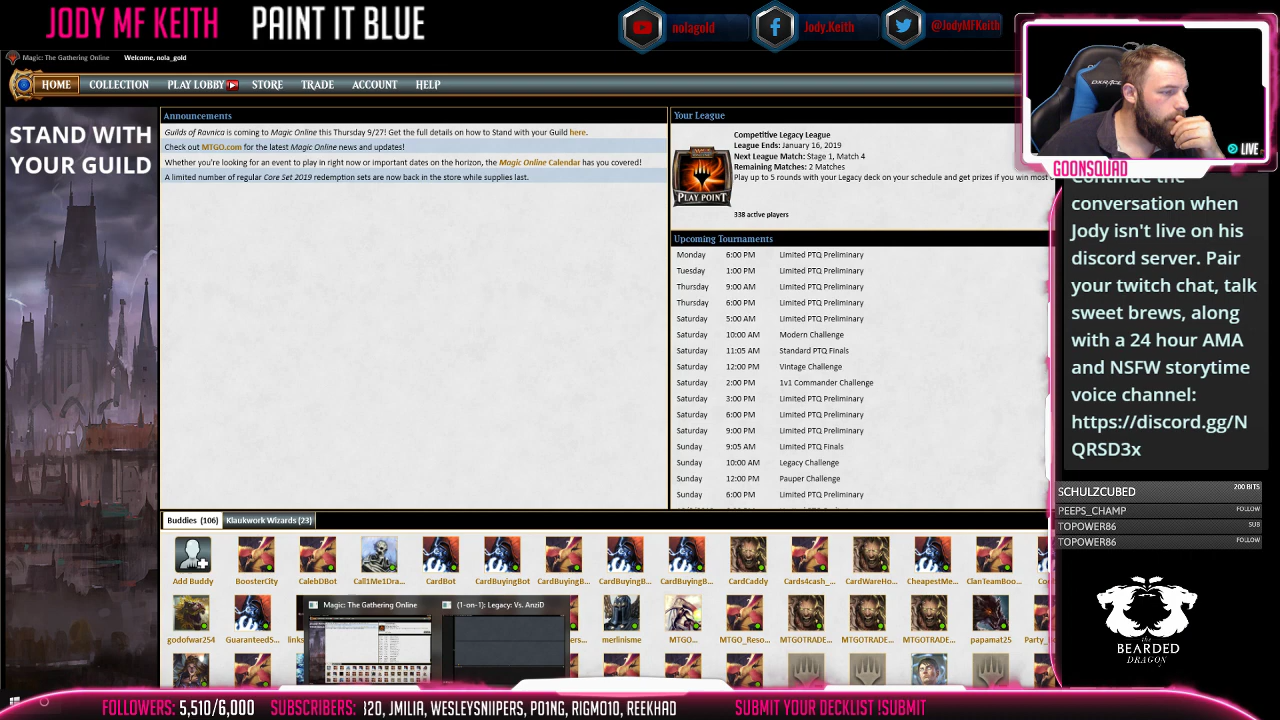 JODY MF KEITH PAINT IT BLUE
nolagold
Jody.Keith
@JodyMFKeith
Magic: The Gathering Online Welcome, nola_gold
HOME COLLECTION PLAY LOBBY STORE TRADE ACCOUNT HELP
STAND WITH
YOUR GUILD
Announcements
Guilds of Ravnica is coming to Magic Online this Thursday 9/27! Get the full details on how to Stand with your Guild here.
Check out MTGO.com for the latest Magic Online news and updates!
Whether you're looking for an event to play in right now or important dates on the horizon, the Magic Online Calendar has you covered!
A limited number of regular Core Set 2019 redemption sets are now back in the store while supplies last.
Your League
PLAY POINT
Competitive Legacy League
League Ends: January 16, 2019
Next League Match: Stage 1, Match 4
Remaining Matches: 2 Matches
Play up to 5 rounds with your Legacy deck on your schedule and get prizes if you win most
338 active players
Upcoming Tournaments
Monday 6:00 PM Limited PTQ Preliminary
Tuesday 1:00 PM Limited PTQ Preliminary
Thursday 9:00 AM Limited PTQ Preliminary
Thursday 6:00 PM Limited PTQ Preliminary
Saturday 5:00 AM Limited PTQ Preliminary
Saturday 10:00 AM Modern Challenge
Saturday 11:05 AM Standard PTQ Finals
Saturday 12:00 PM Vintage Challenge
Saturday 2:00 PM 1v1 Commander Challenge
Saturday 3:00 PM Limited PTQ Preliminary
Saturday 6:00 PM Limited PTQ Preliminary
Saturday 9:00 PM Limited PTQ Preliminary
Sunday 9:05 AM Limited PTQ Finals
Sunday 10:00 AM Legacy Challenge
Sunday 12:00 PM Pauper Challenge
Sunday 6:00 PM Limited PTQ Preliminary
Buddies (106) Klaukwork Wizards (23)
Add Buddy BoosterCity CalebDBot Call1Me1Dra... CardBot CardBuyingBot CardBuyingB... CardBuyingB... CardBuyingB... CardCaddy Cards4cash_... CardWareHo... CheapestMe... ClanTeamBoo...
godofwar254 GuaranteedS... links ers... merlinisme MTGO... MTGO_Reso... MTGOTRADE... MTGOTRADE... MTGOTRADE... papamat25 Party_
Magic: The Gathering Online
(1-on-1): Legacy: Vs. AnziD
DXRACER
LIVE
GOONSQUAD
Continue the
conversation when
Jody isn't live on his
discord server. Pair
your twitch chat, talk
sweet brews, along
with a 24 hour AMA
and NSFW storytime
voice channel:
https://discord.gg/N
QRSD3x
SCHULZCUBED 200 BITS
PEEPS_CHAMP FOLLOW
TOPOWER86 SUB
TOPOWER86 FOLLOW
the
BEARDED
DRAGON
FOLLOWERS: 5,510/6,000 SUBSCRIBERS: 320, JMILIA, WESLEYSNIIPERS, PO1NG, RIGMO10, REEKHAD SUBMIT YOUR DECKLIST !SUBMIT